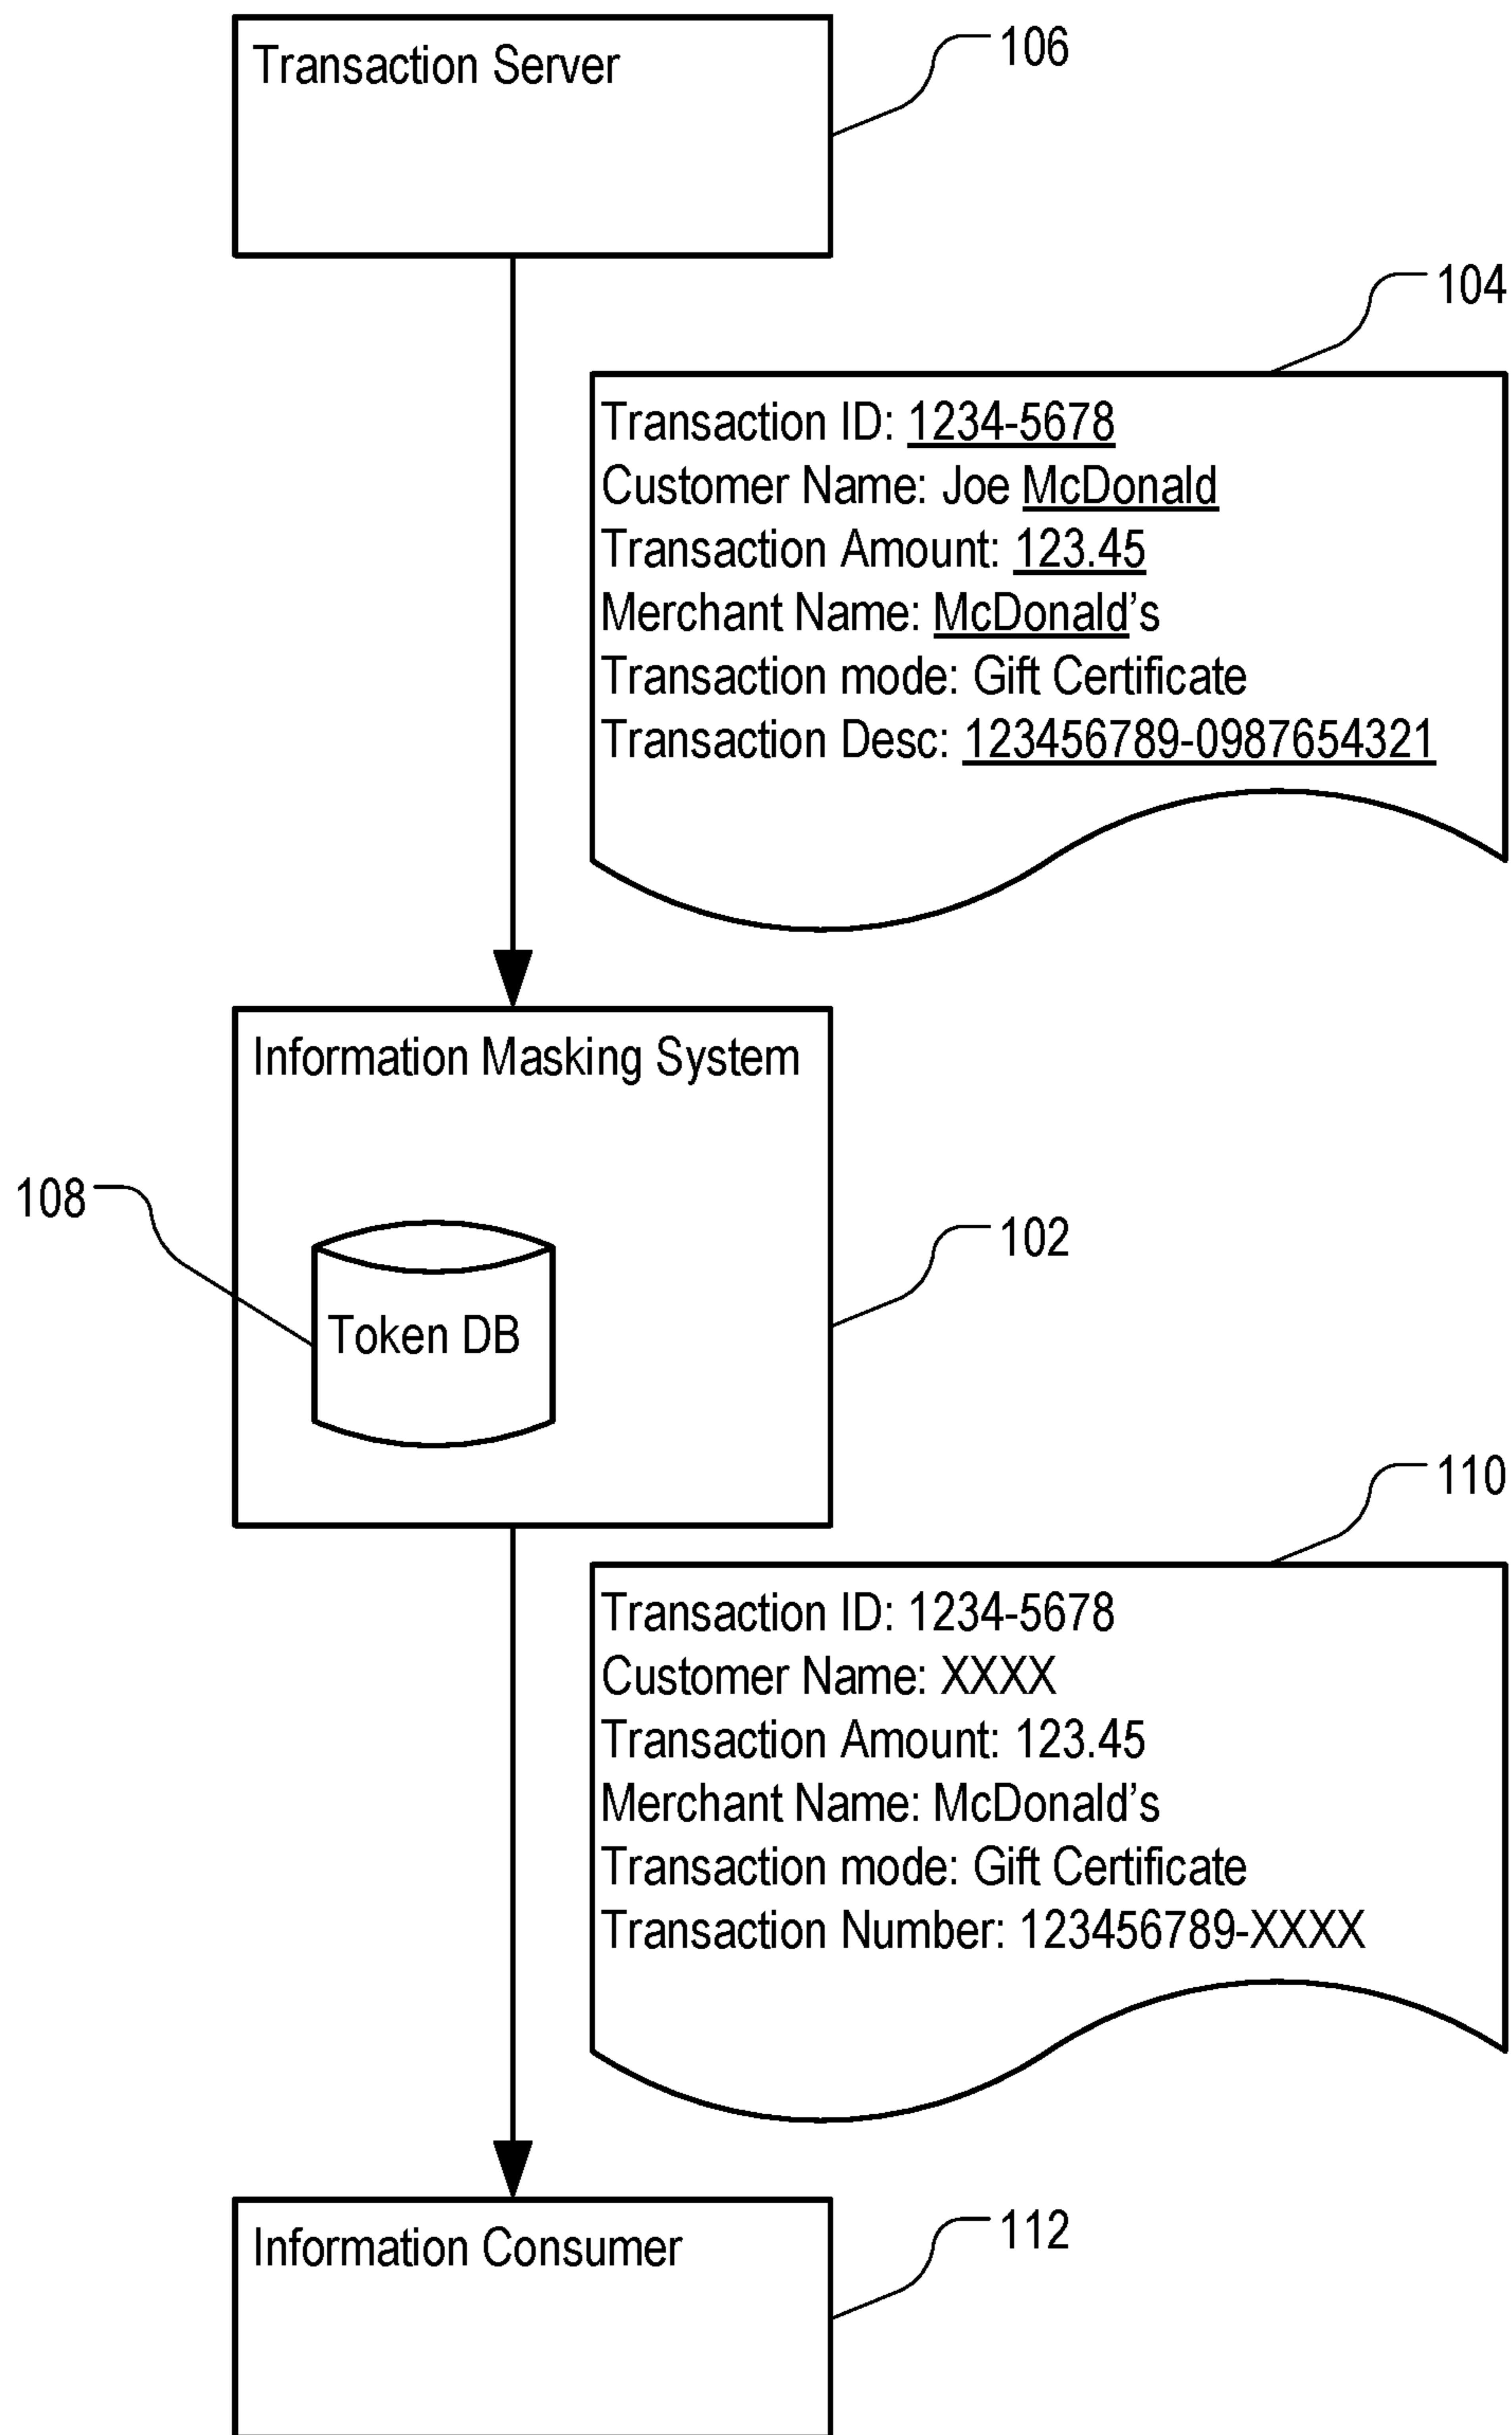 Transaction Server
106
104
Transaction ID: 1234-5678
Customer Name: Joe McDonald
Transaction Amount: 123.45
Merchant Name: McDonald’s
Transaction mode: Gift Certificate
Transaction Desc: 123456789-0987654321
Information Masking System
108
102
Token DB
110
Transaction ID: 1234-5678
Customer Name: XXXX
Transaction Amount: 123.45
Merchant Name: McDonald’s
Transaction mode: Gift Certificate
Transaction Number: 123456789-XXXX
Information Consumer
112